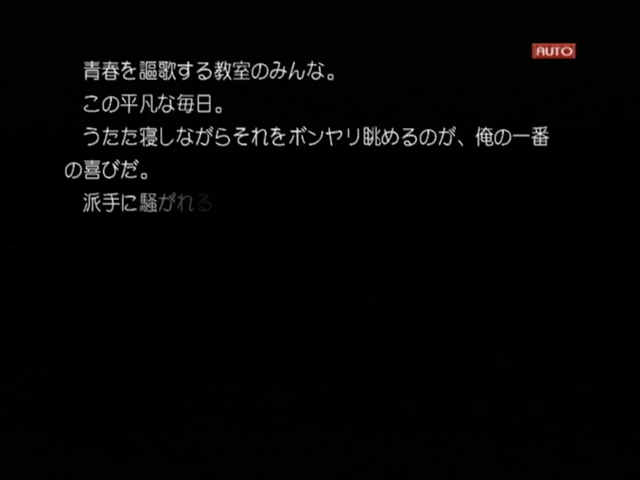 AUTO
青春を謳歌する教室のみんな。
この平凡な毎日。
うたた寝しながらそれをボンヤリ眺めるのが、俺の一番
の喜びだ。
派手に騒がれる